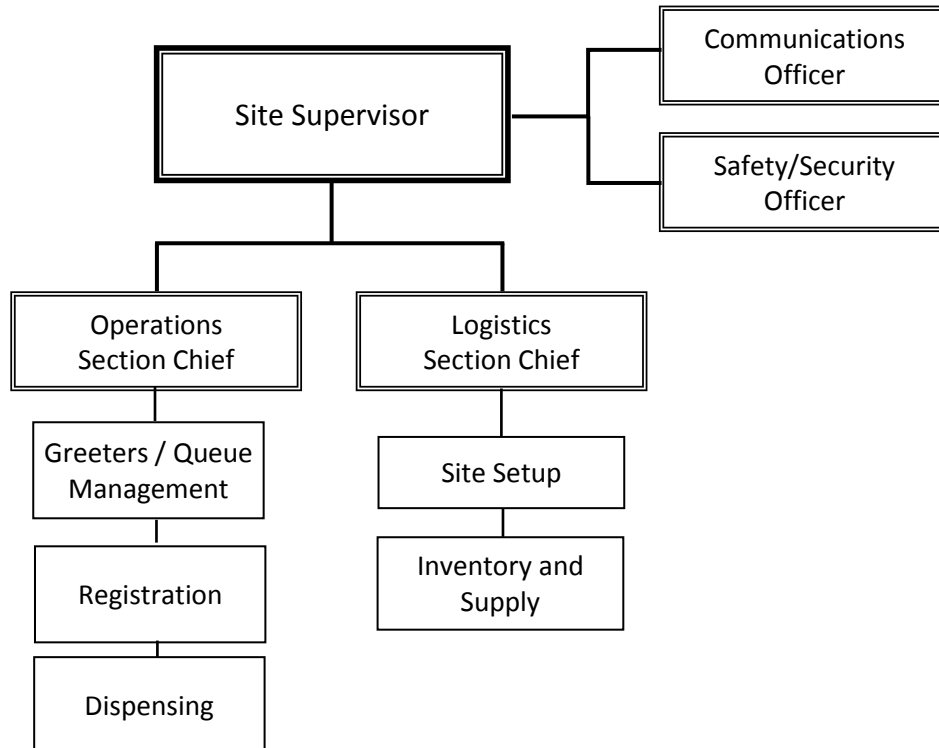 Communications
Officer
Site Supervisor
Safety/Security
Officer
Operations
Section Chief
Logistics
Section Chief
Greeters / Queue
Management
Site Setup
Registration
Inventory and
Supply
Dispensing